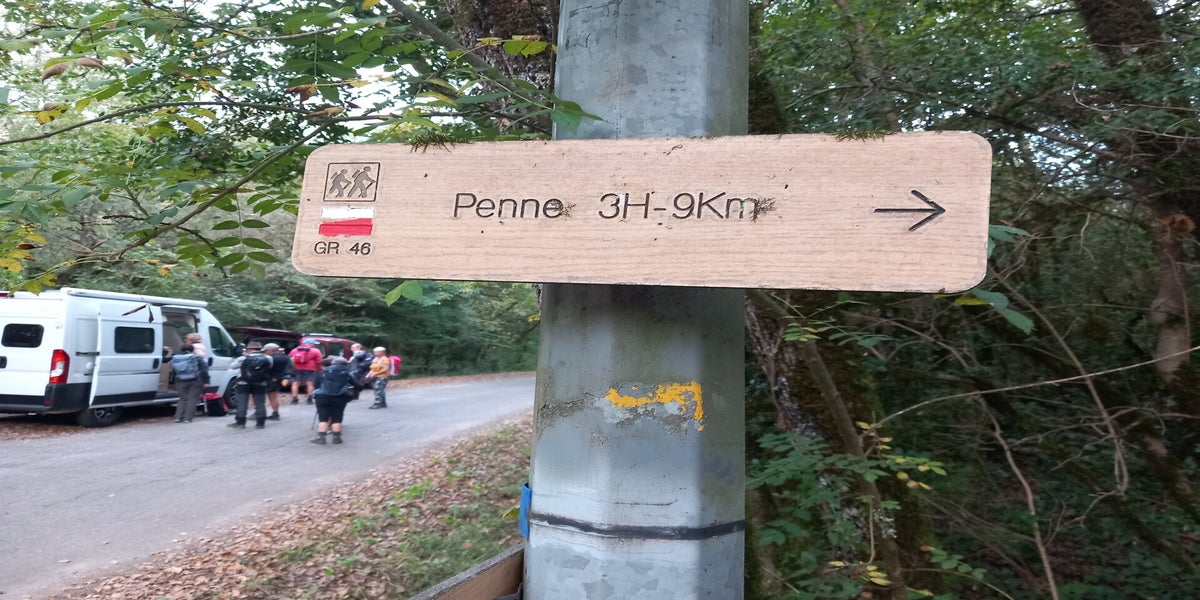 Penne 3H-9Km →
GR 46